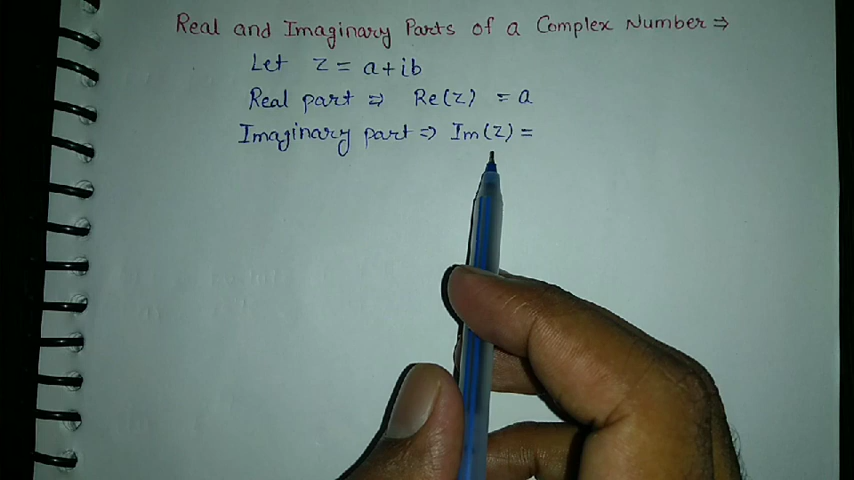 Real and Imaginary Parts of a Complex Number ⇒
Let z = a+ib
Real part ⇒ Re(z) = a
Imaginary part ⇒ Im(z) =